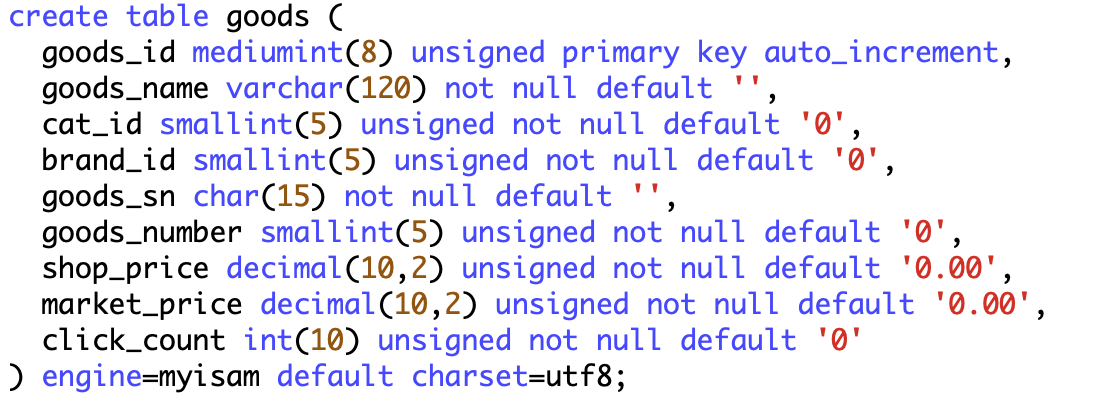 create table goods (
  goods_id mediumint(8) unsigned primary key auto_increment,
  goods_name varchar(120) not null default '',
  cat_id smallint(5) unsigned not null default '0',
  brand_id smallint(5) unsigned not null default '0',
  goods_sn char(15) not null default '',
  goods_number smallint(5) unsigned not null default '0',
  shop_price decimal(10,2) unsigned not null default '0.00',
  market_price decimal(10,2) unsigned not null default '0.00',
  click_count int(10) unsigned not null default '0'
) engine=myisam default charset=utf8;